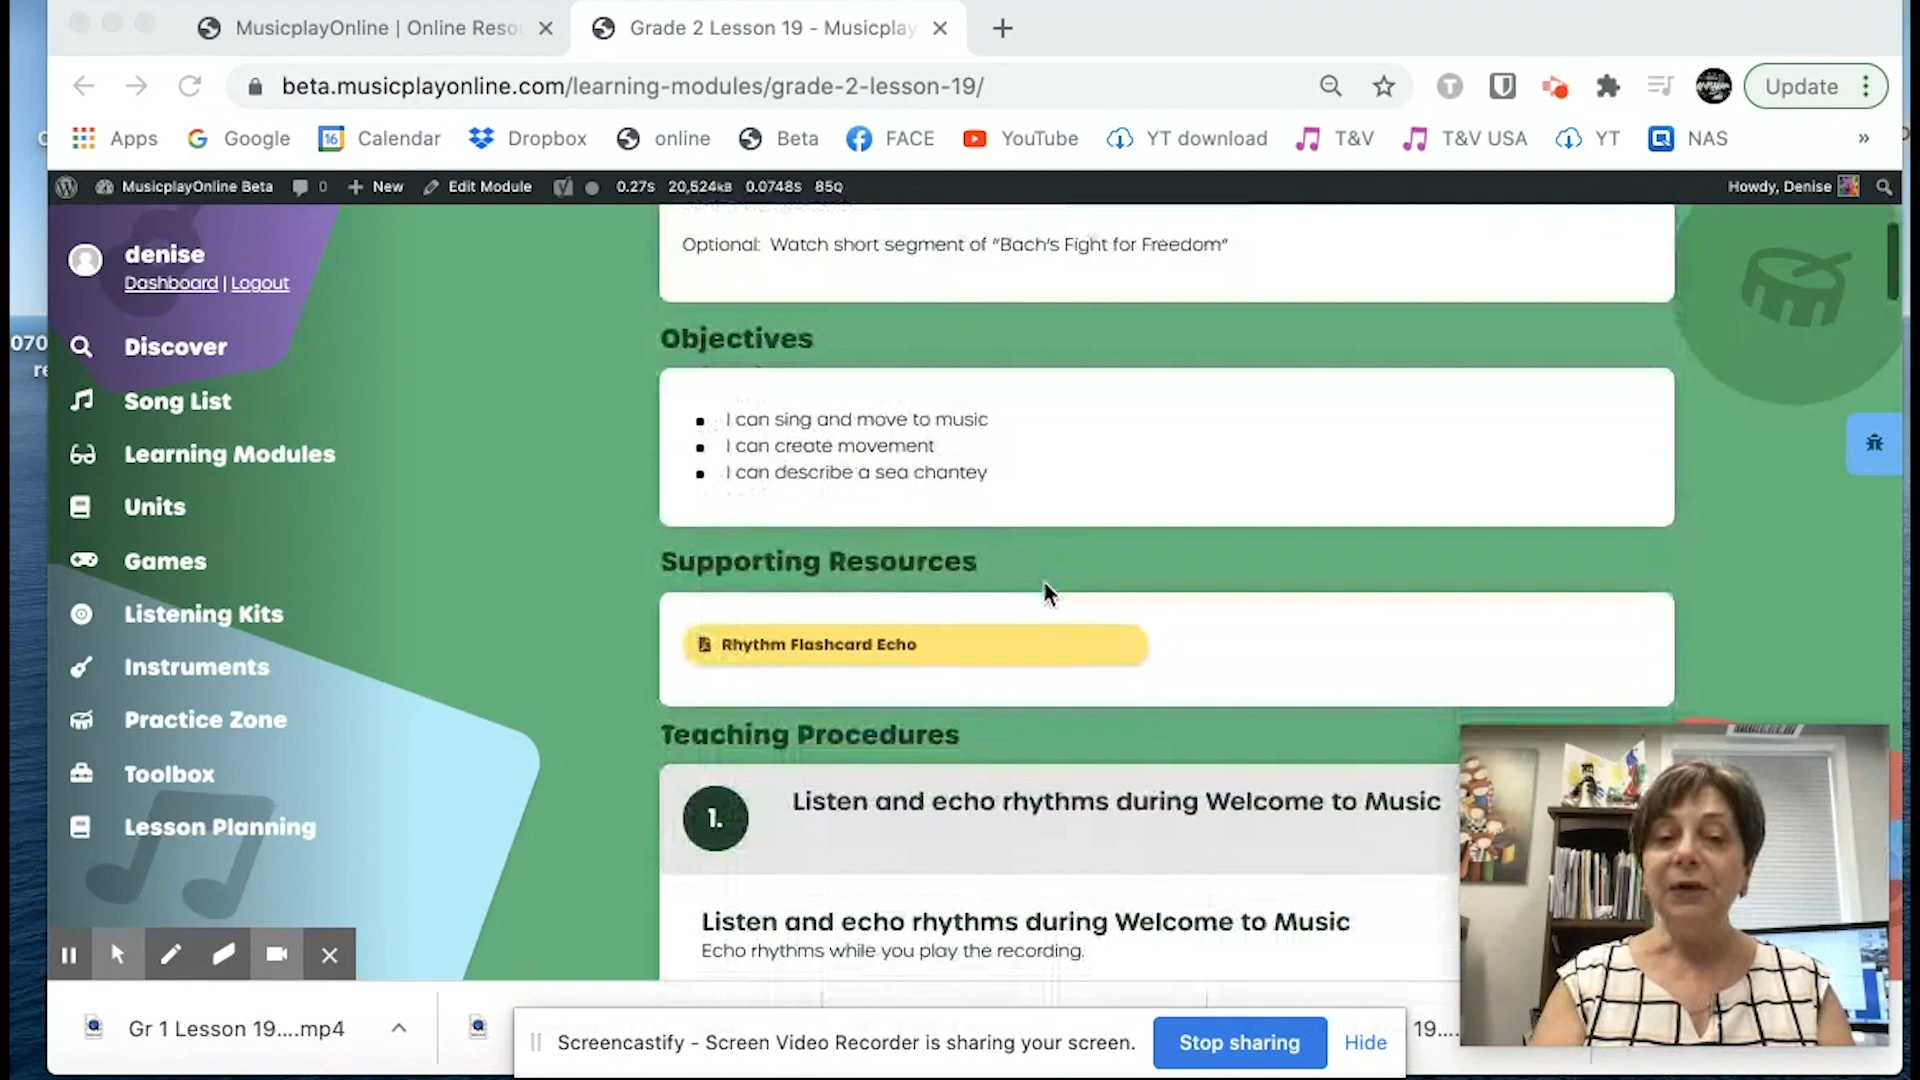 MusicplayOnline | Online Reso
Grade 2 Lesson 19 - Musicplay
beta.musicplayonline.com/learning-modules/grade-2-lesson-19/
Update
Apps
Google
16
Calendar
Dropbox
online
Beta
FACE
YouTube
YT download
T&V
T&V USA
YT
NAS
»
MusicplayOnline Beta
0
New
Edit Module
0.27s 20,524kB 0.0748s 85Q
Howdy, Denise
denise
Dashboard | Logout
070
re
Discover
Song List
Learning Modules
Units
Games
Listening Kits
Instruments
Practice Zone
Toolbox
Lesson Planning
Optional: Watch short segment of "Bach's Fight for Freedom"
Objectives
I can sing and move to music
I can create movement
I can describe a sea chantey
Supporting Resources
Rhythm Flashcard Echo
Teaching Procedures
1.
Listen and echo rhythms during Welcome to Music
Listen and echo rhythms during Welcome to Music
Echo rhythms while you play the recording.
Gr 1 Lesson 19....mp4
Screencastify - Screen Video Recorder is sharing your screen.
Stop sharing
Hide
19....